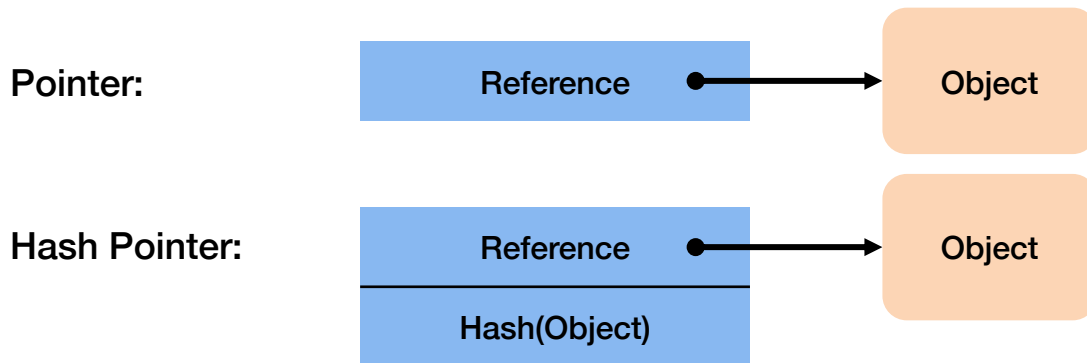 Pointer:
Reference
Object
Hash Pointer:
Reference
Object
Hash(Object)